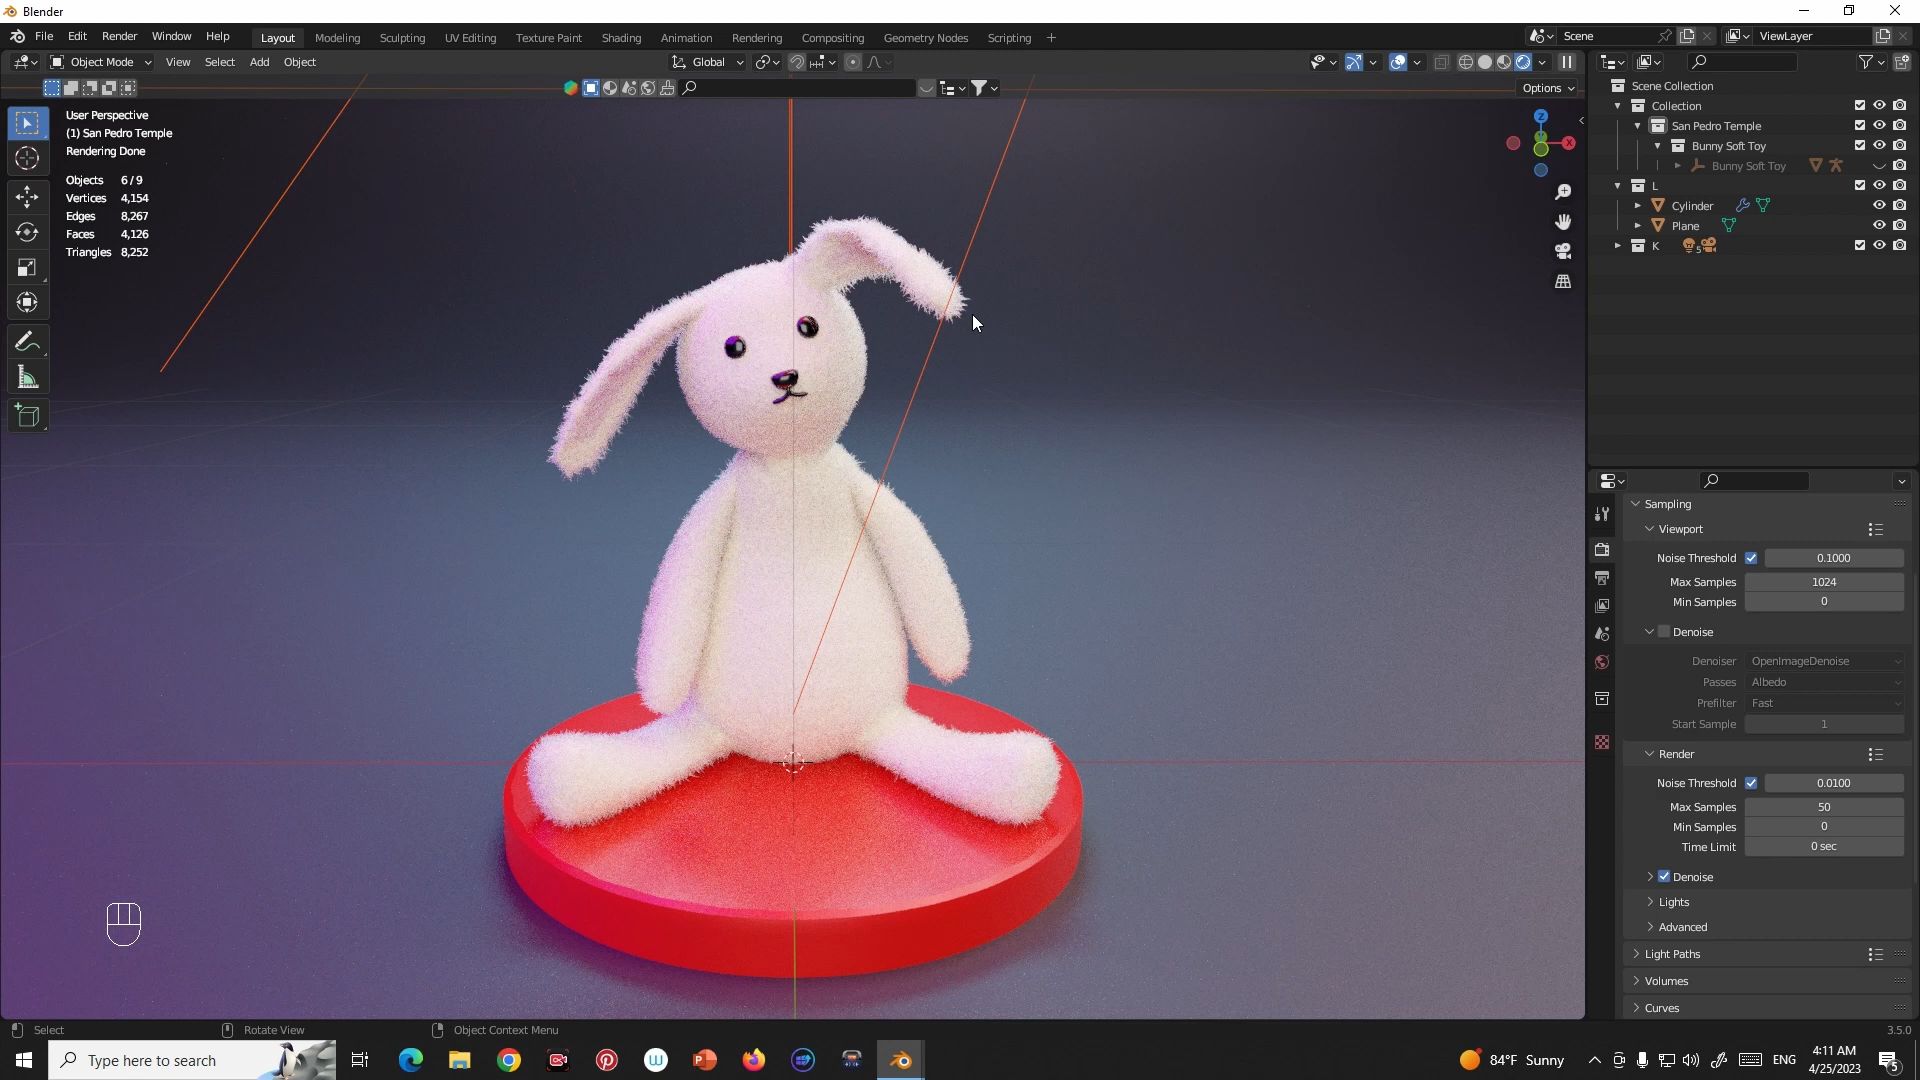 Blender
File Edit Render Window Help Layout Modeling Sculpting UV Editing Texture Paint Shading Animation Rendering Compositing Geometry Nodes Scripting + Scene ViewLayer
Object Mode View Select Add Object Global
Options
User Perspective
(1) San Pedro Temple
Rendering Done
Objects 6/9
Vertices 4,154
Edges 8,267
Faces 4,126
Triangles 8,252
Z
Y
X
Scene Collection
Collection
San Pedro Temple
Bunny Soft Toy
Bunny Soft Toy
L
Cylinder
Plane
K 5
Sampling
Viewport
Noise Threshold 0.1000
Max Samples 1024
Min Samples 0
Denoise
Denoiser OpenImageDenoise
Passes Albedo
Prefilter Fast
Start Sample 1
Render
Noise Threshold 0.0100
Max Samples 50
Min Samples 0
Time Limit 0 sec
Denoise
Lights
Advanced
Light Paths
Volumes
Curves
Select Rotate View Object Context Menu 3.5.0
Type here to search
84°F Sunny
ENG
4:11 AM
4/25/2023
5